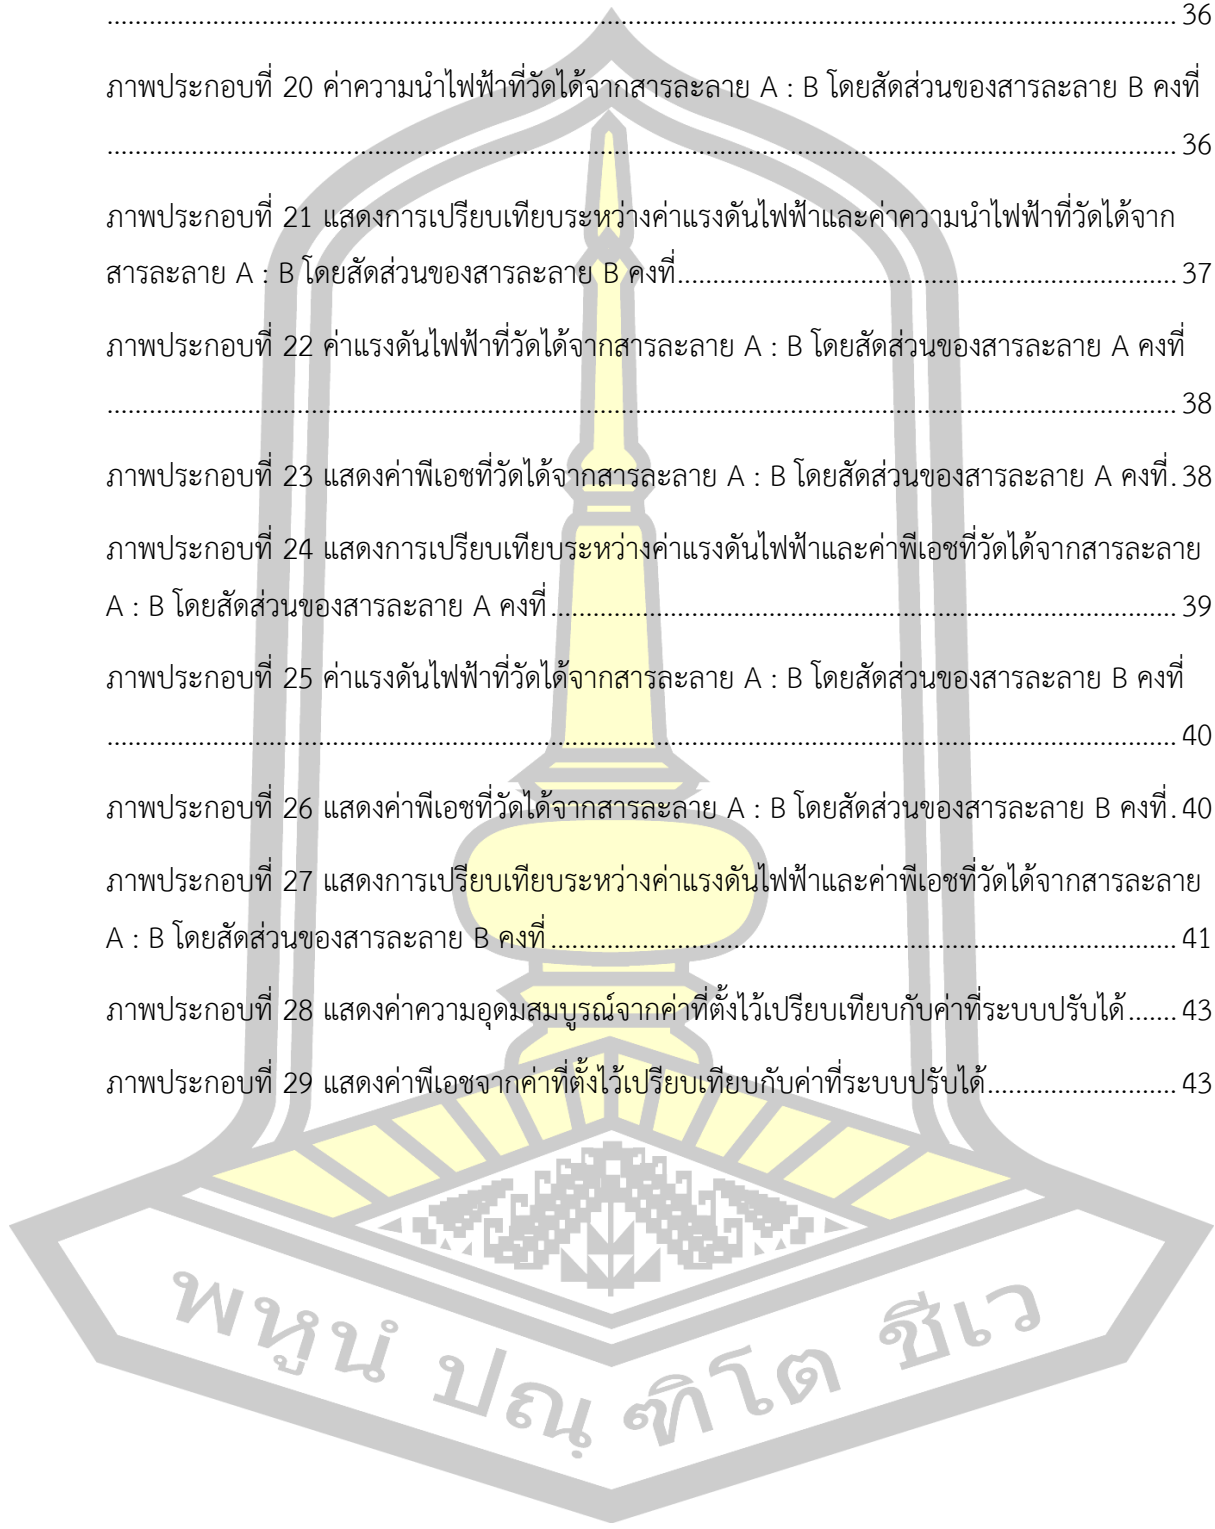 ........................................................................................................................................................ 36
ภาพประกอบที่ 20 ค่าความนำไฟฟ้าที่วัดได้จากสารละลาย A : B โดยสัดส่วนของสารละลาย B คงที่
........................................................................................................................................................ 36
ภาพประกอบที่ 21 แสดงการเปรียบเทียบระหว่างค่าแรงดันไฟฟ้าและค่าความนำไฟฟ้าที่วัดได้จาก
สารละลาย A : B โดยสัดส่วนของสารละลาย B คงที่....................................................................... 37
ภาพประกอบที่ 22 ค่าแรงดันไฟฟ้าที่วัดได้จากสารละลาย A : B โดยสัดส่วนของสารละลาย A คงที่
........................................................................................................................................................ 38
ภาพประกอบที่ 23 แสดงค่าพีเอชที่วัดได้จากสารละลาย A : B โดยสัดส่วนของสารละลาย A คงที่. 38
ภาพประกอบที่ 24 แสดงการเปรียบเทียบระหว่างค่าแรงดันไฟฟ้าและค่าพีเอชที่วัดได้จากสารละลาย
A : B โดยสัดส่วนของสารละลาย A คงที่ ......................................................................................... 39
ภาพประกอบที่ 25 ค่าแรงดันไฟฟ้าที่วัดได้จากสารละลาย A : B โดยสัดส่วนของสารละลาย B คงที่
........................................................................................................................................................ 40
ภาพประกอบที่ 26 แสดงค่าพีเอชที่วัดได้จากสารละลาย A : B โดยสัดส่วนของสารละลาย B คงที่. 40
ภาพประกอบที่ 27 แสดงการเปรียบเทียบระหว่างค่าแรงดันไฟฟ้าและค่าพีเอชที่วัดได้จากสารละลาย
A : B โดยสัดส่วนของสารละลาย B คงที่ ......................................................................................... 41
ภาพประกอบที่ 28 แสดงค่าความอุดมสมบูรณ์จากค่าที่ตั้งไว้เปรียบเทียบกับค่าที่ระบบปรับได้....... 43
ภาพประกอบที่ 29 แสดงค่าพีเอชจากค่าที่ตั้งไว้เปรียบเทียบกับค่าที่ระบบปรับได้........................... 43
พหูนํ ปณฺ ฑิโต ชีเว